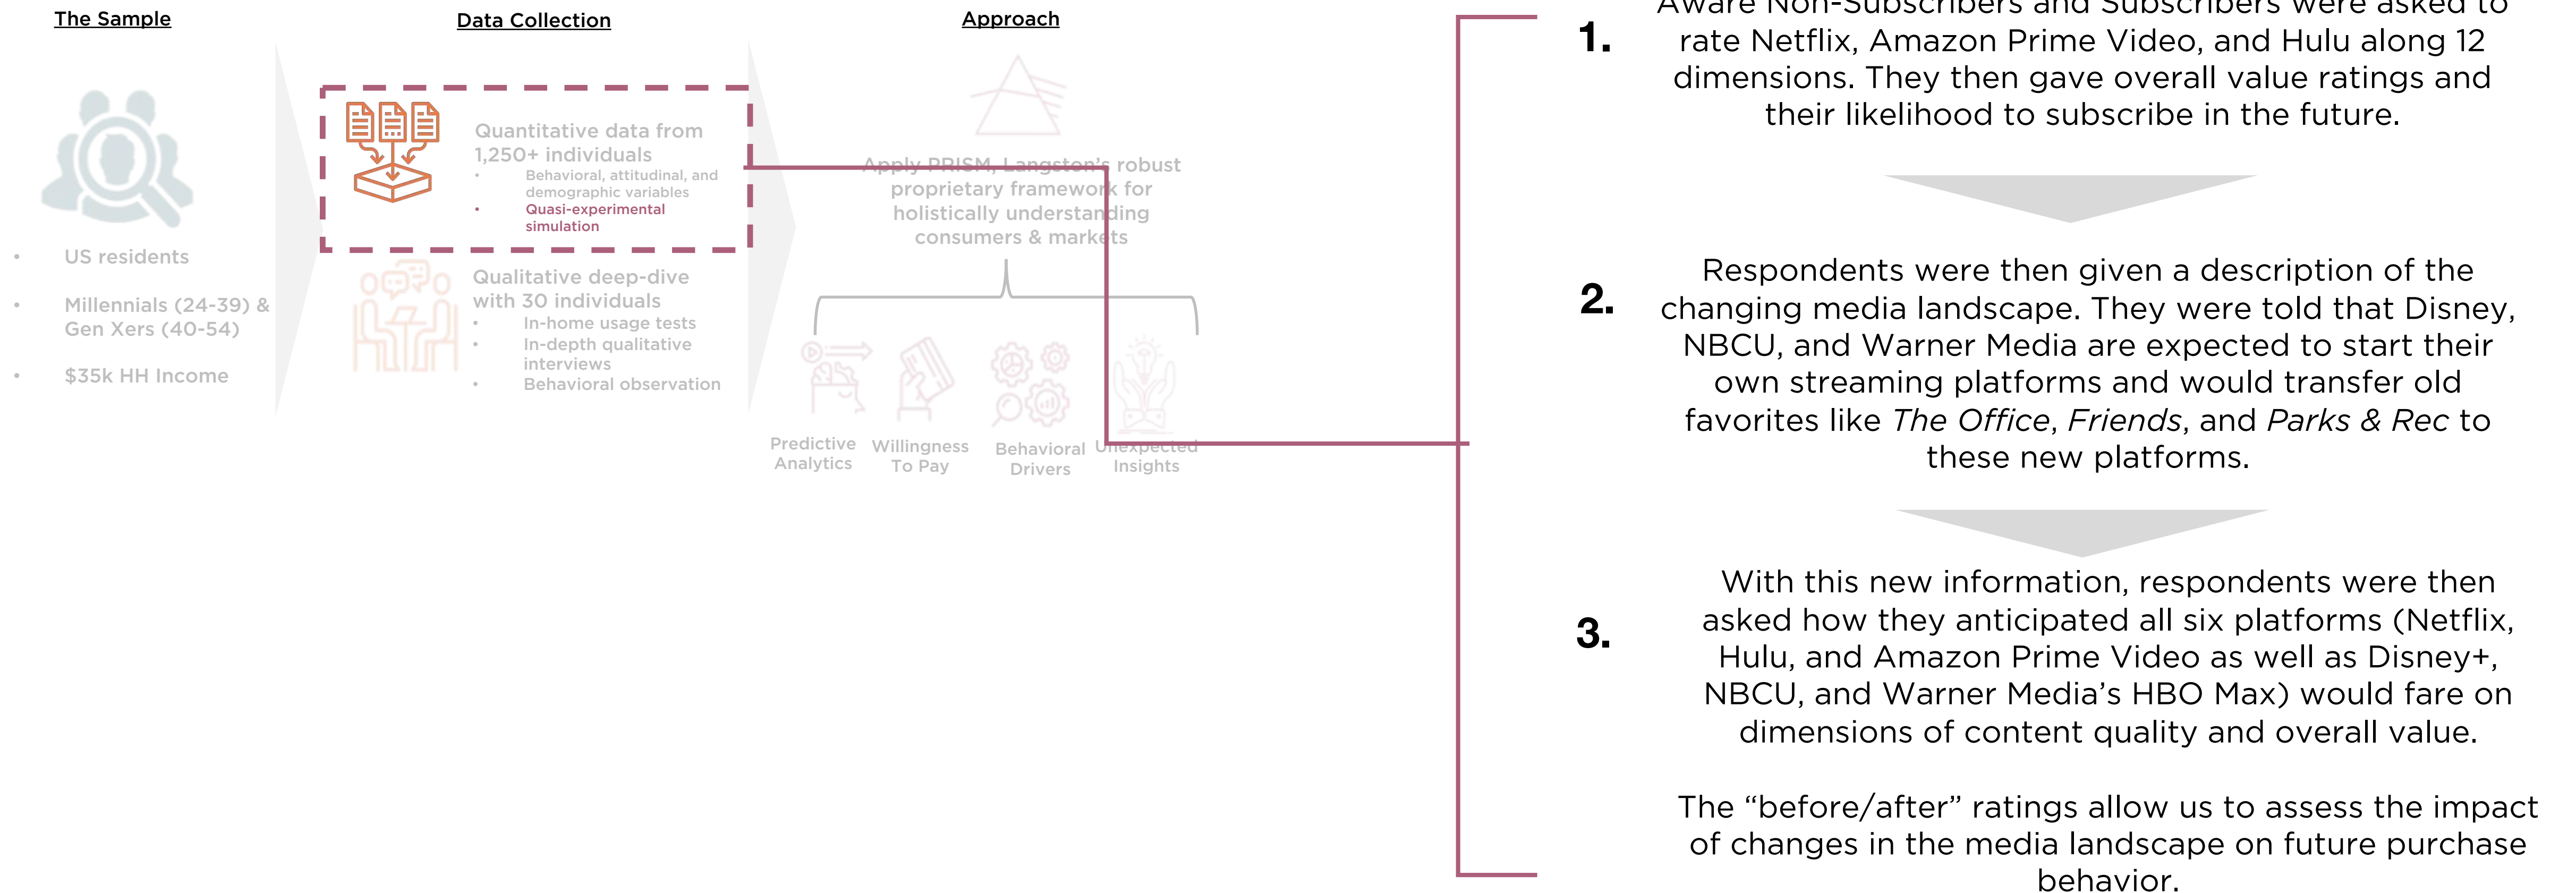 The Sample
US residents
Millennials (24-39) &
Gen Xers (40-54)
$35k HH Income
Data Collection
Quantitative data from
1,250+ individuals
Behavioral, attitudinal, and
demographic variables
Quasi-experimental
simulation
Qualitative deep-dive
with 30 individuals
In-home usage tests
In-depth qualitative
interviews
Behavioral observation
Approach
Apply PRISM, Langston's robust
proprietary framework for
holistically understanding
consumers & markets
Predictive
Analytics
Willingness
To Pay
Behavioral
Drivers
Unexpected
Insights
1.
Aware Non-Subscribers and Subscribers were asked to
rate Netflix, Amazon Prime Video, and Hulu along 12
dimensions. They then gave overall value ratings and
their likelihood to subscribe in the future.
2.
Respondents were then given a description of the
changing media landscape. They were told that Disney,
NBCU, and Warner Media are expected to start their
own streaming platforms and would transfer old
favorites like The Office, Friends, and Parks & Rec to
these new platforms.
3.
With this new information, respondents were then
asked how they anticipated all six platforms (Netflix,
Hulu, and Amazon Prime Video as well as Disney+,
NBCU, and Warner Media’s HBO Max) would fare on
dimensions of content quality and overall value.
The “before/after” ratings allow us to assess the impact
of changes in the media landscape on future purchase
behavior.